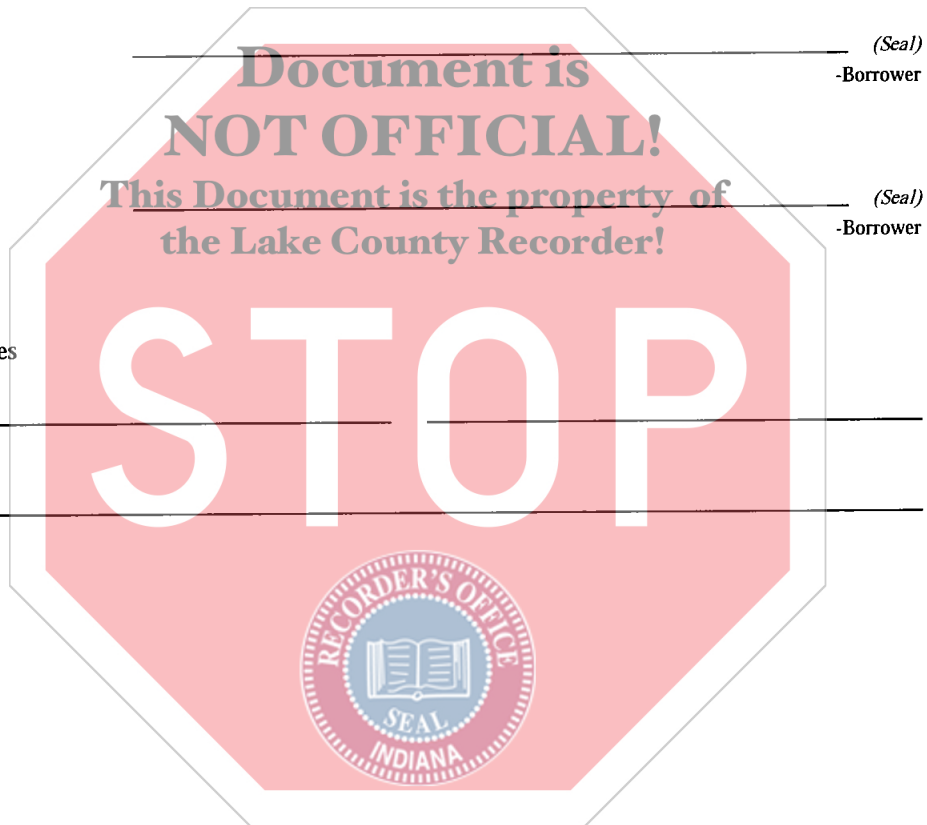 (Seal)
-Borrower
Document is
NOT OFFICIAL!
This Document is the property of
the Lake County Recorder!
(Seal)
-Borrower
es
STOP
RECORDER'S OFFICE
SEAL
INDIANA